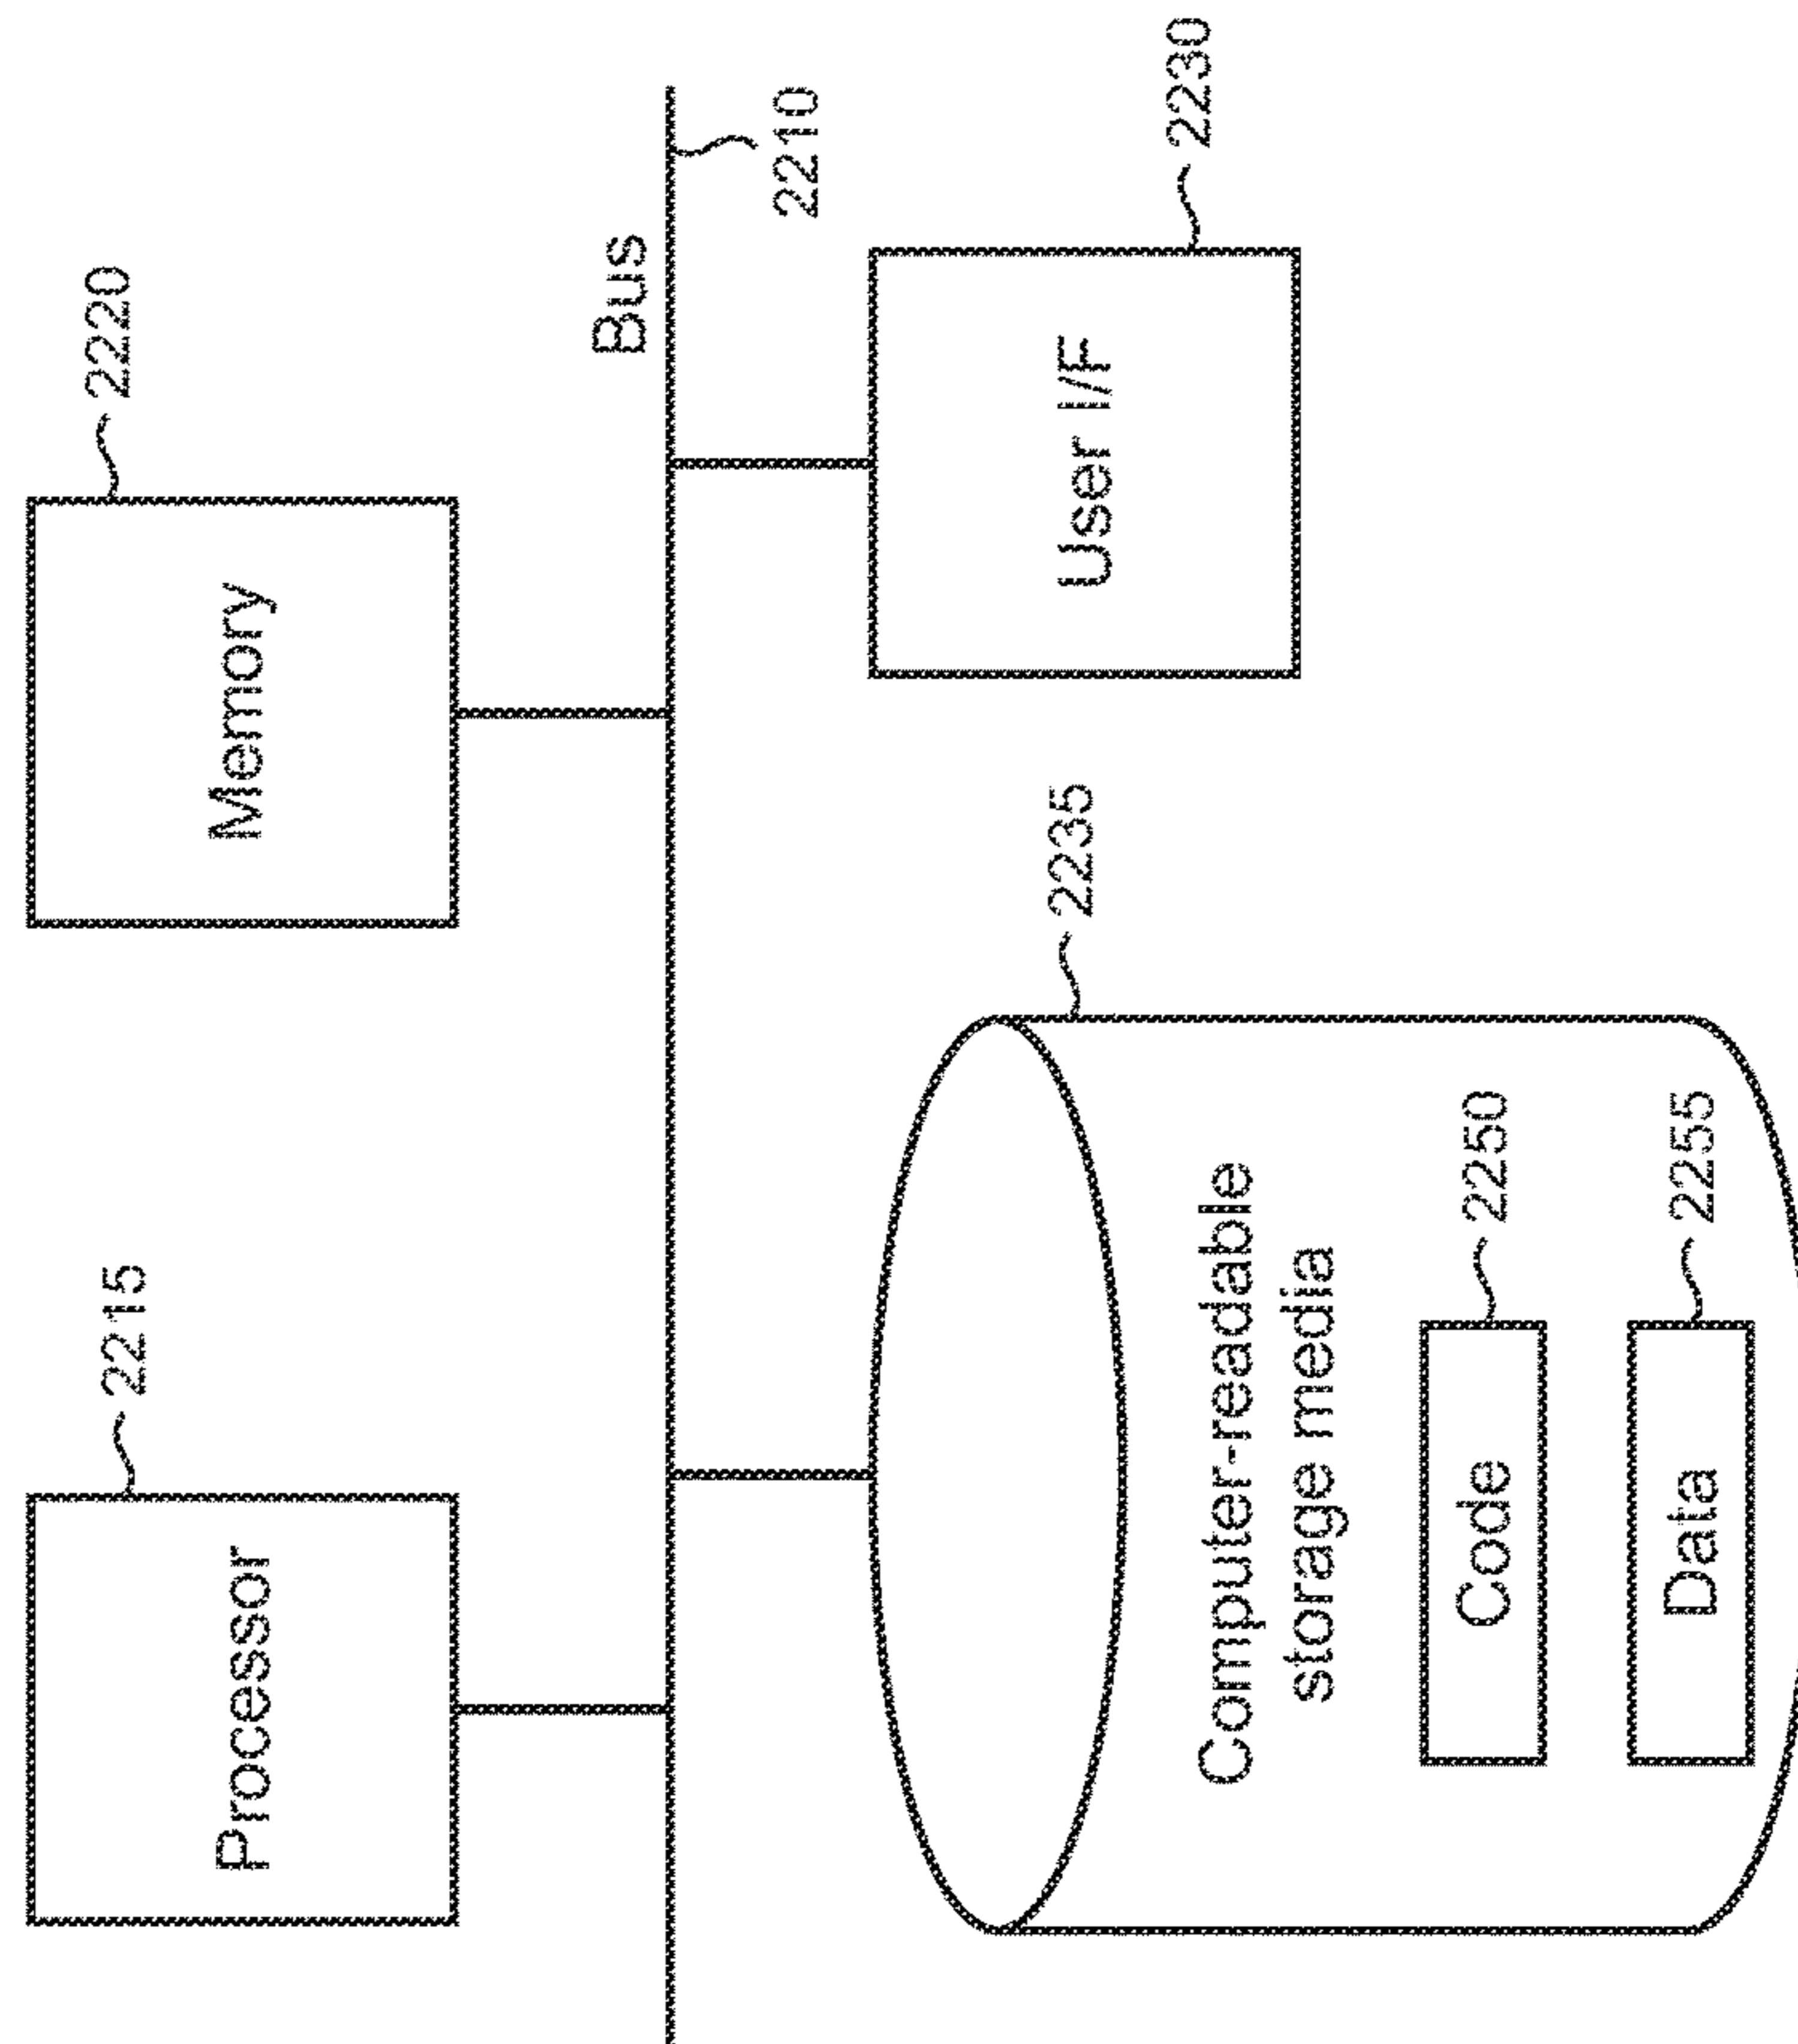 2215
Processor
2220
Memory
Bus
2210
2230
User I/F
2235
Computer-readable
storage media
2250
Code
2255
Data